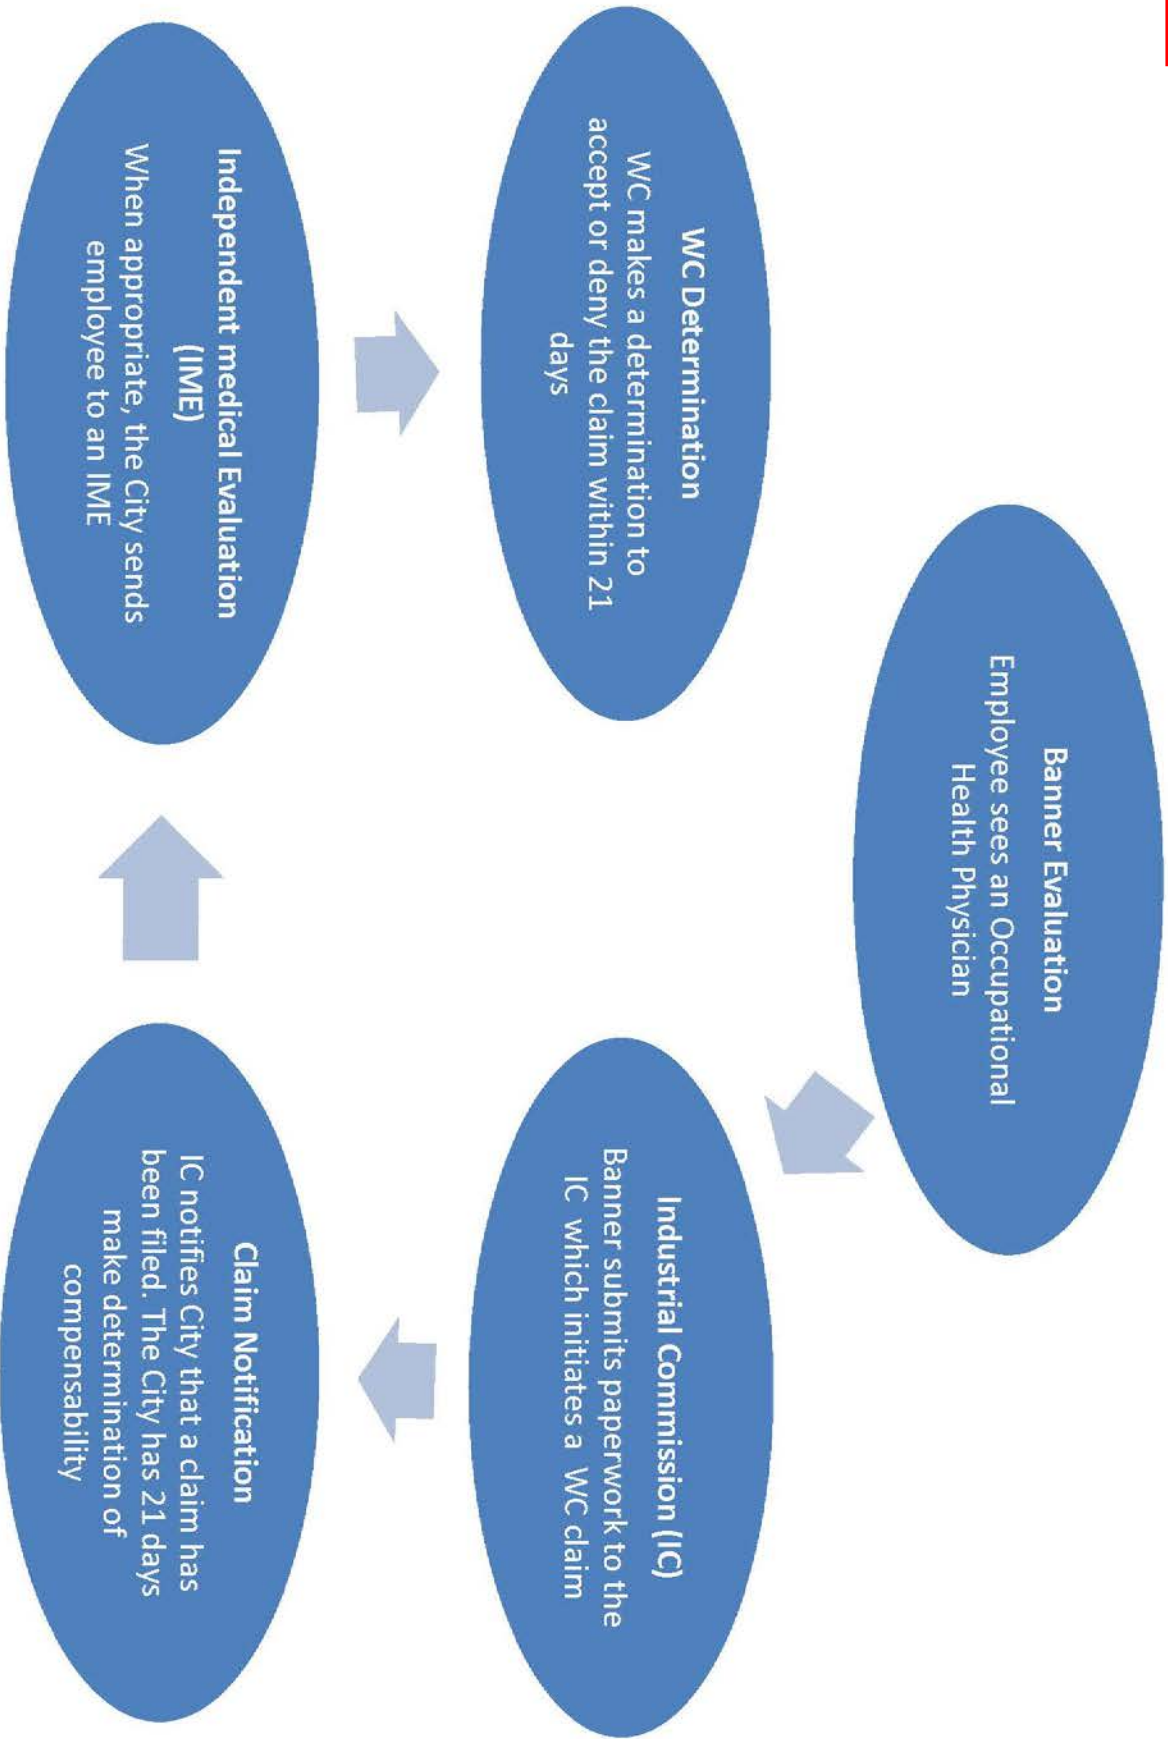 Banner Evaluation
Employee sees an Occupational
Health Physician
Industrial Commission (IC)
Banner submits paperwork to the
IC which initiates a WC claim
Claim Notification
IC notifies City that a claim has
been filed. The City has 21 days
make determination of
compensability
Independent medical Evaluation
(IME)
When appropriate, the City sends
employee to an IME
WC Determination
WC makes a determination to
accept or deny the claim within 21
days